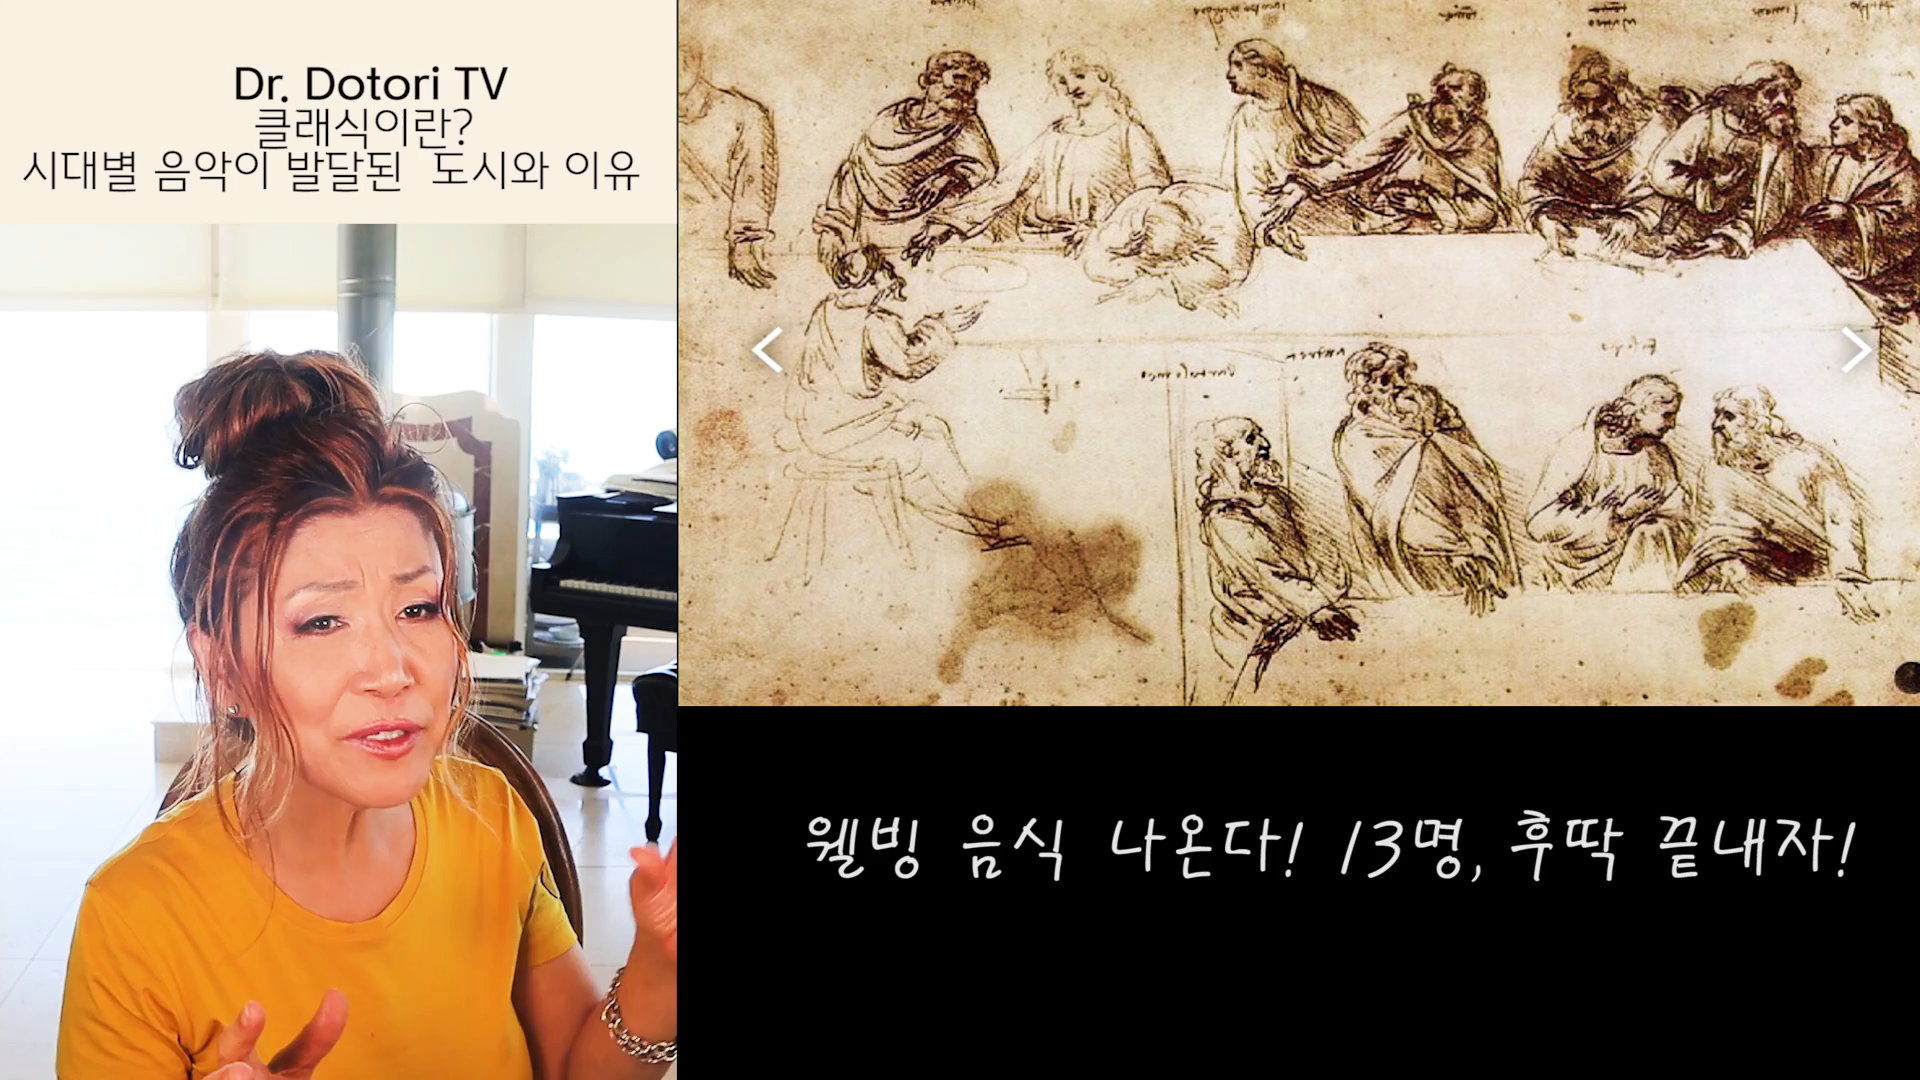 Dr. Dotori TV
클래식이란?
시대별 음악이 발달된 도시와 이유
웰빙 음식 나온다! 13명, 후딱 끝내자!